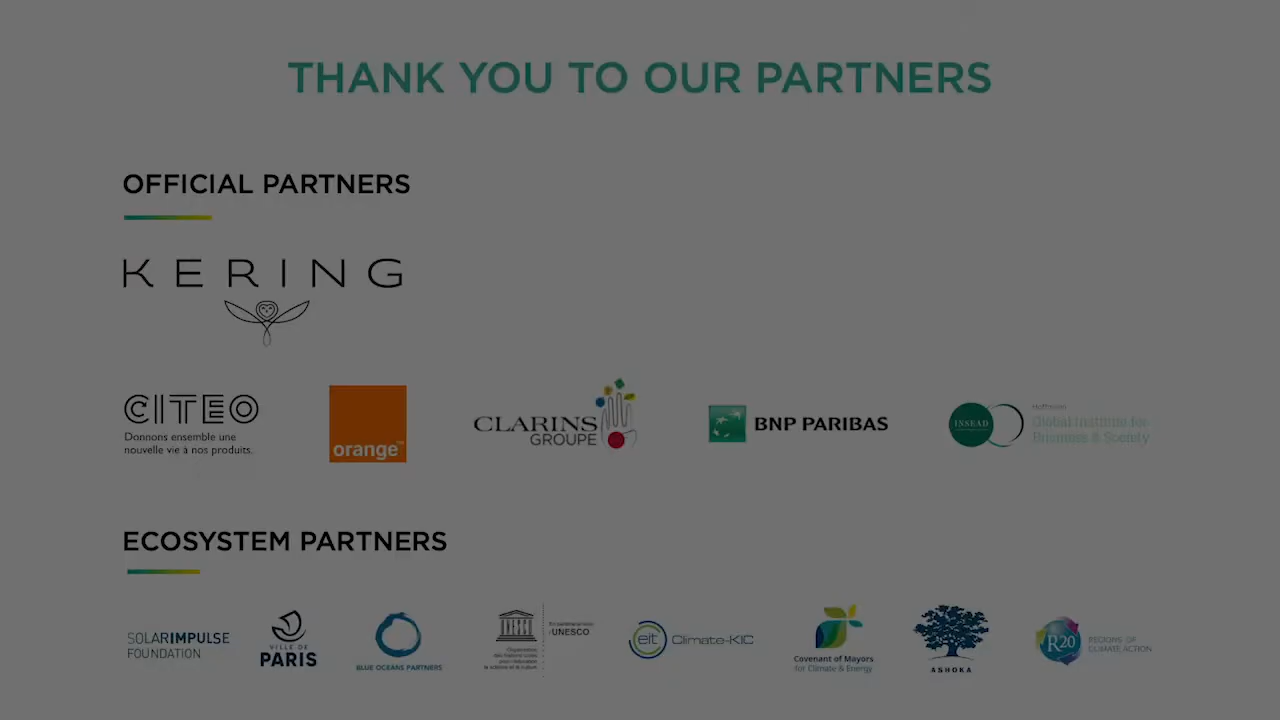 THANK YOU TO OUR PARTNERS
OFFICIAL PARTNERS
KERING
CITEO
Donnons ensemble une
nouvelle vie à nos produits.
orange™
CLARINS
GROUPE
BNP PARIBAS
INSEAD
Global Institute for
Business & Society
ECOSYSTEM PARTNERS
SOLARIMPULSE
FOUNDATION
VILLE DE
PARIS
BLUE OCEANS PARTNERS
UNESCO
UNESCO
eit Climate-KIC
Covenant of Mayors
for Climate & Energy
ASHOKA
R20
REGIONS OF
CLIMATE ACTION